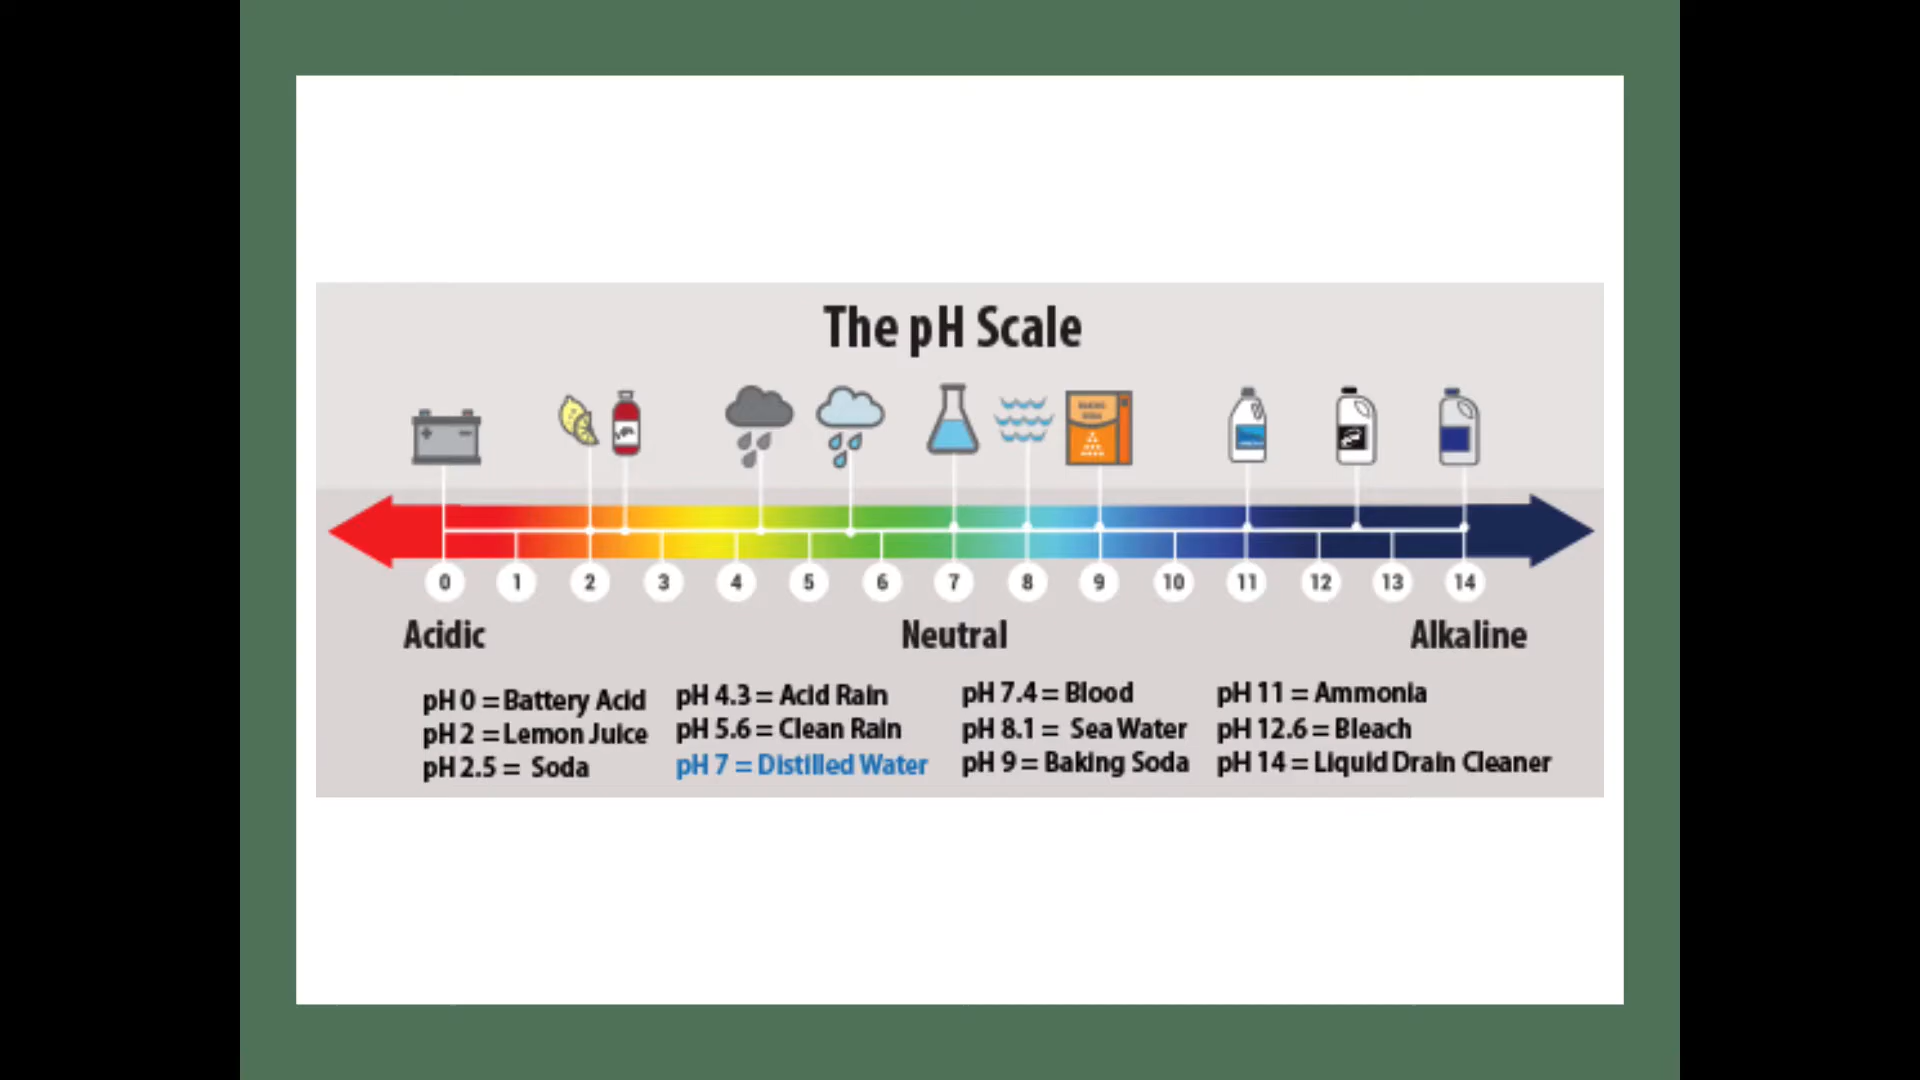 The pH Scale
BAKING
SODA
0 1 2 3 4 5 6 7 8 9 10 11 12 13 14
Acidic Neutral Alkaline
pH 0 = Battery Acid
pH 2 = Lemon Juice
pH 2.5 = Soda
pH 4.3 = Acid Rain
pH 5.6 = Clean Rain
pH 7 = Distilled Water
pH 7.4 = Blood
pH 8.1 = Sea Water
pH 9 = Baking Soda
pH 11 = Ammonia
pH 12.6 = Bleach
pH 14 = Liquid Drain Cleaner